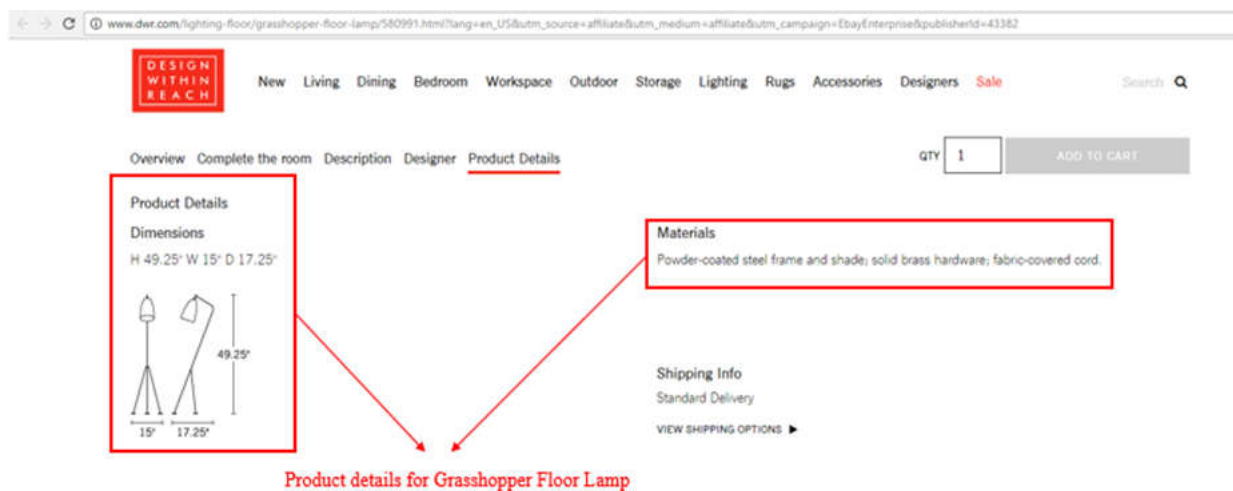 www.dwr.com/lighting-floor/grasshopper-floor-lamp/580991.html?lang=en_US&utm_source=affiliate&utm_medium=affiliate&utm_campaign=EbayEnterprise&publisherId=43382
DESIGN
WITHIN
REACH
New Living Dining Bedroom Workspace Outdoor Storage Lighting Rugs Accessories Designers Sale Search
Overview Complete the room Description Designer Product Details
QTY 1 ADD TO CART
Product Details
Dimensions
H 49.25" W 15" D 17.25"
49.25"
15" 17.25"
Materials
Powder-coated steel frame and shade; solid brass hardware; fabric-covered cord.
Shipping Info
Standard Delivery
VIEW SHIPPING OPTIONS ▶
Product details for Grasshopper Floor Lamp